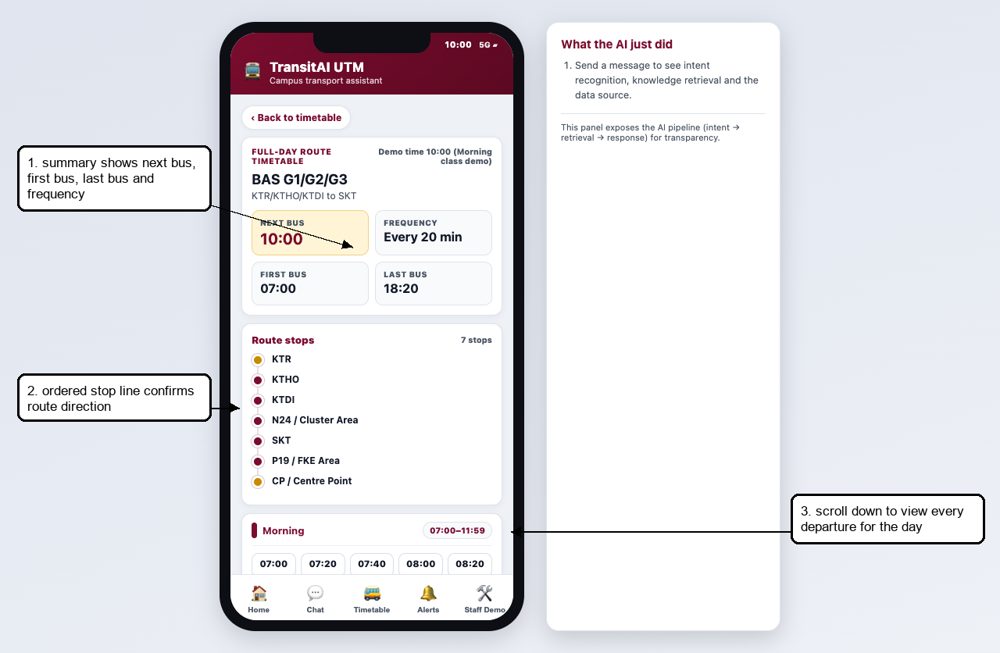 10:00 5G
TransitAI UTM
Campus transport assistant
‹ Back to timetable
FULL-DAY ROUTE
TIMETABLE
Demo time 10:00 (Morning
class demo)
BAS G1/G2/G3
KTR/KTHO/KTDI to SKT
NEXT BUS
10:00
FREQUENCY
Every 20 min
FIRST BUS
07:00
LAST BUS
18:20
Route stops
7 stops
KTR
KTHO
KTDI
N24 / Cluster Area
SKT
P19 / FKE Area
CP / Centre Point
Morning
07:00–11:59
07:00 07:20 07:40 08:00 08:20
Home Chat Timetable Alerts Staff Demo
What the AI just did
1. Send a message to see intent
recognition, knowledge retrieval and the
data source.
This panel exposes the AI pipeline (intent →
retrieval → response) for transparency.
1. summary shows next bus,
first bus, last bus and
frequency
2. ordered stop line confirms
route direction
3. scroll down to view every
departure for the day